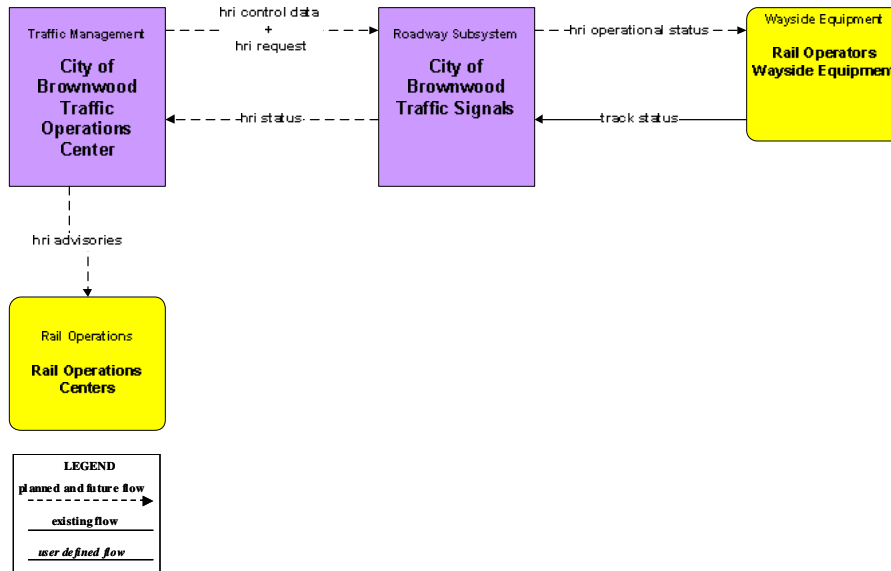 Traffic Management
City of
Brownwood
Traffic
Operations
Center
hri control data
+
hri request
Roadway Subsystem
City of
Brownwood
Traffic Signals
hri operational status
Wayside Equipment
Rail Operators
Wayside Equipment
hri status
track status
hri advisories
Rail Operations
Rail Operations
Centers
LEGEND
planned and future flow
existing flow
user defined flow